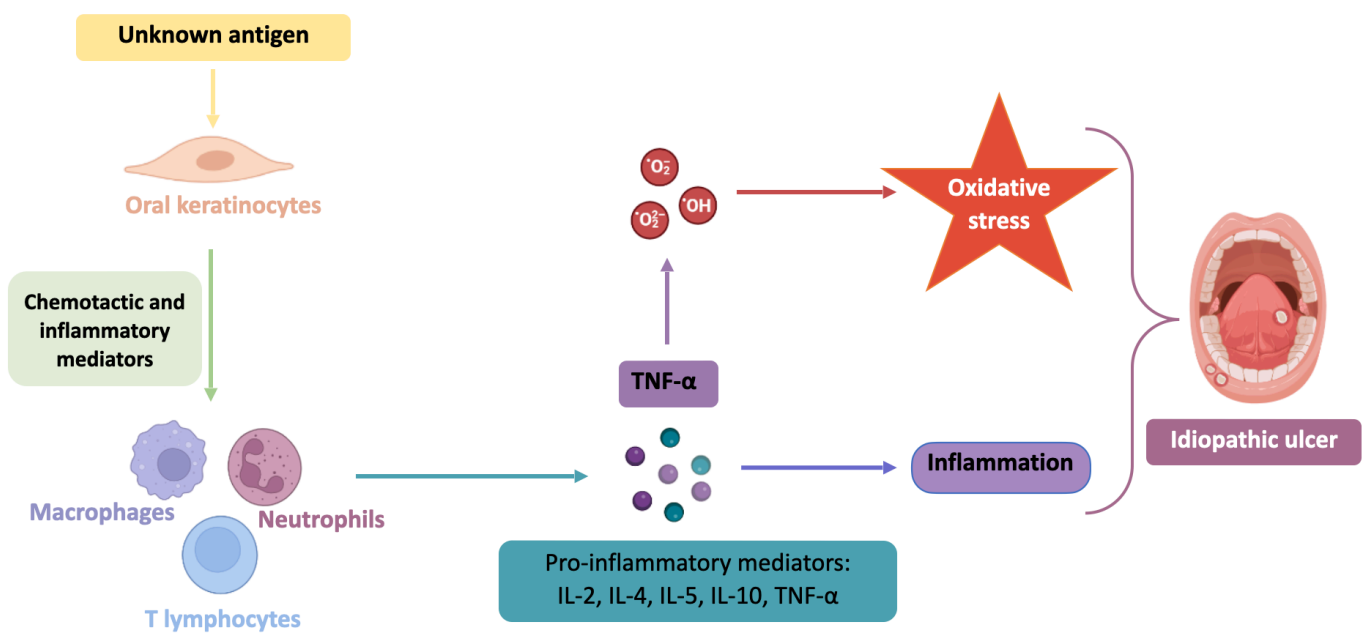 Unknown antigen
Oral keratinocytes
Chemotactic and
inflammatory
mediators
Macrophages
Neutrophils
T lymphocytes
Pro-inflammatory mediators:
IL-2, IL-4, IL-5, IL-10, TNF-α
TNF-α
•O₂⁻
•O₂²⁻
•OH
Oxidative
stress
Inflammation
Idiopathic ulcer